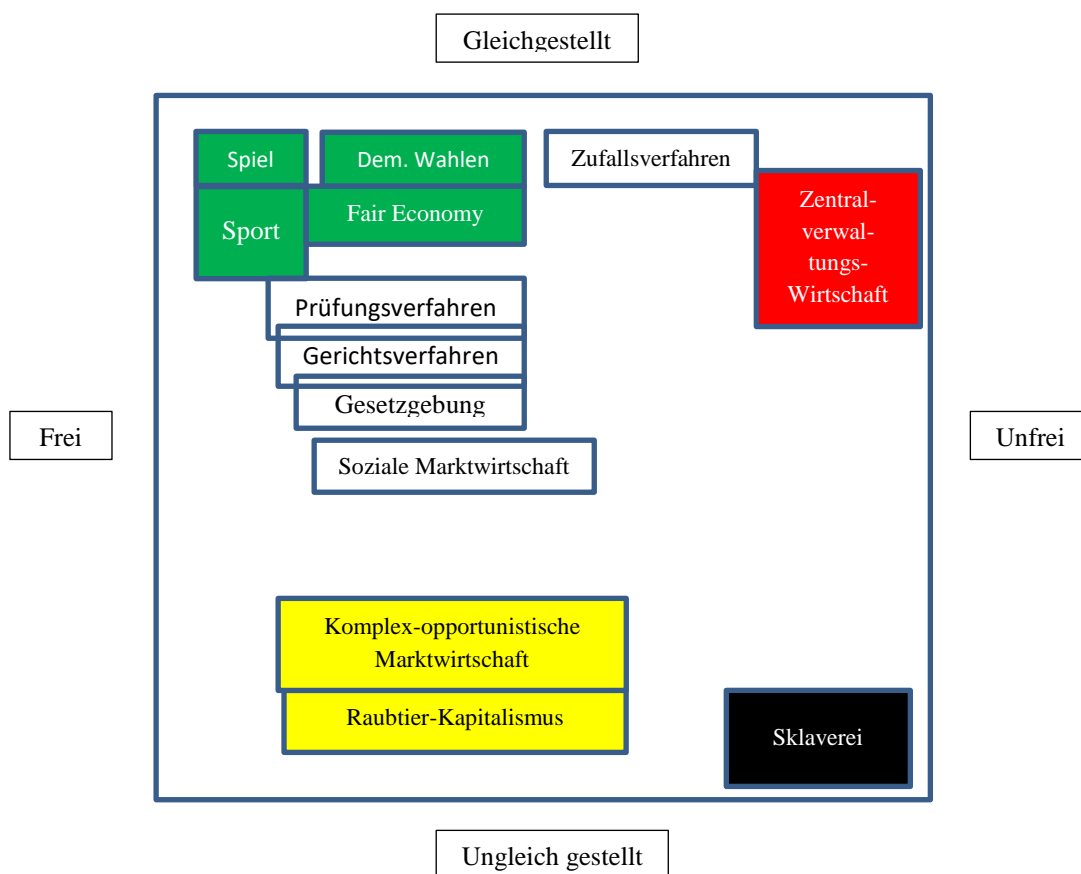 Gleichgestellt
Spiel
Dem. Wahlen
Zufallsverfahren
Sport
Fair Economy
Zentral-
verwal-
tungs-
Wirtschaft
Prüfungsverfahren
Gerichtsverfahren
Gesetzgebung
Frei
Unfrei
Soziale Marktwirtschaft
Komplex-opportunistische
Marktwirtschaft
Raubtier-Kapitalismus
Sklaverei
Ungleich gestellt